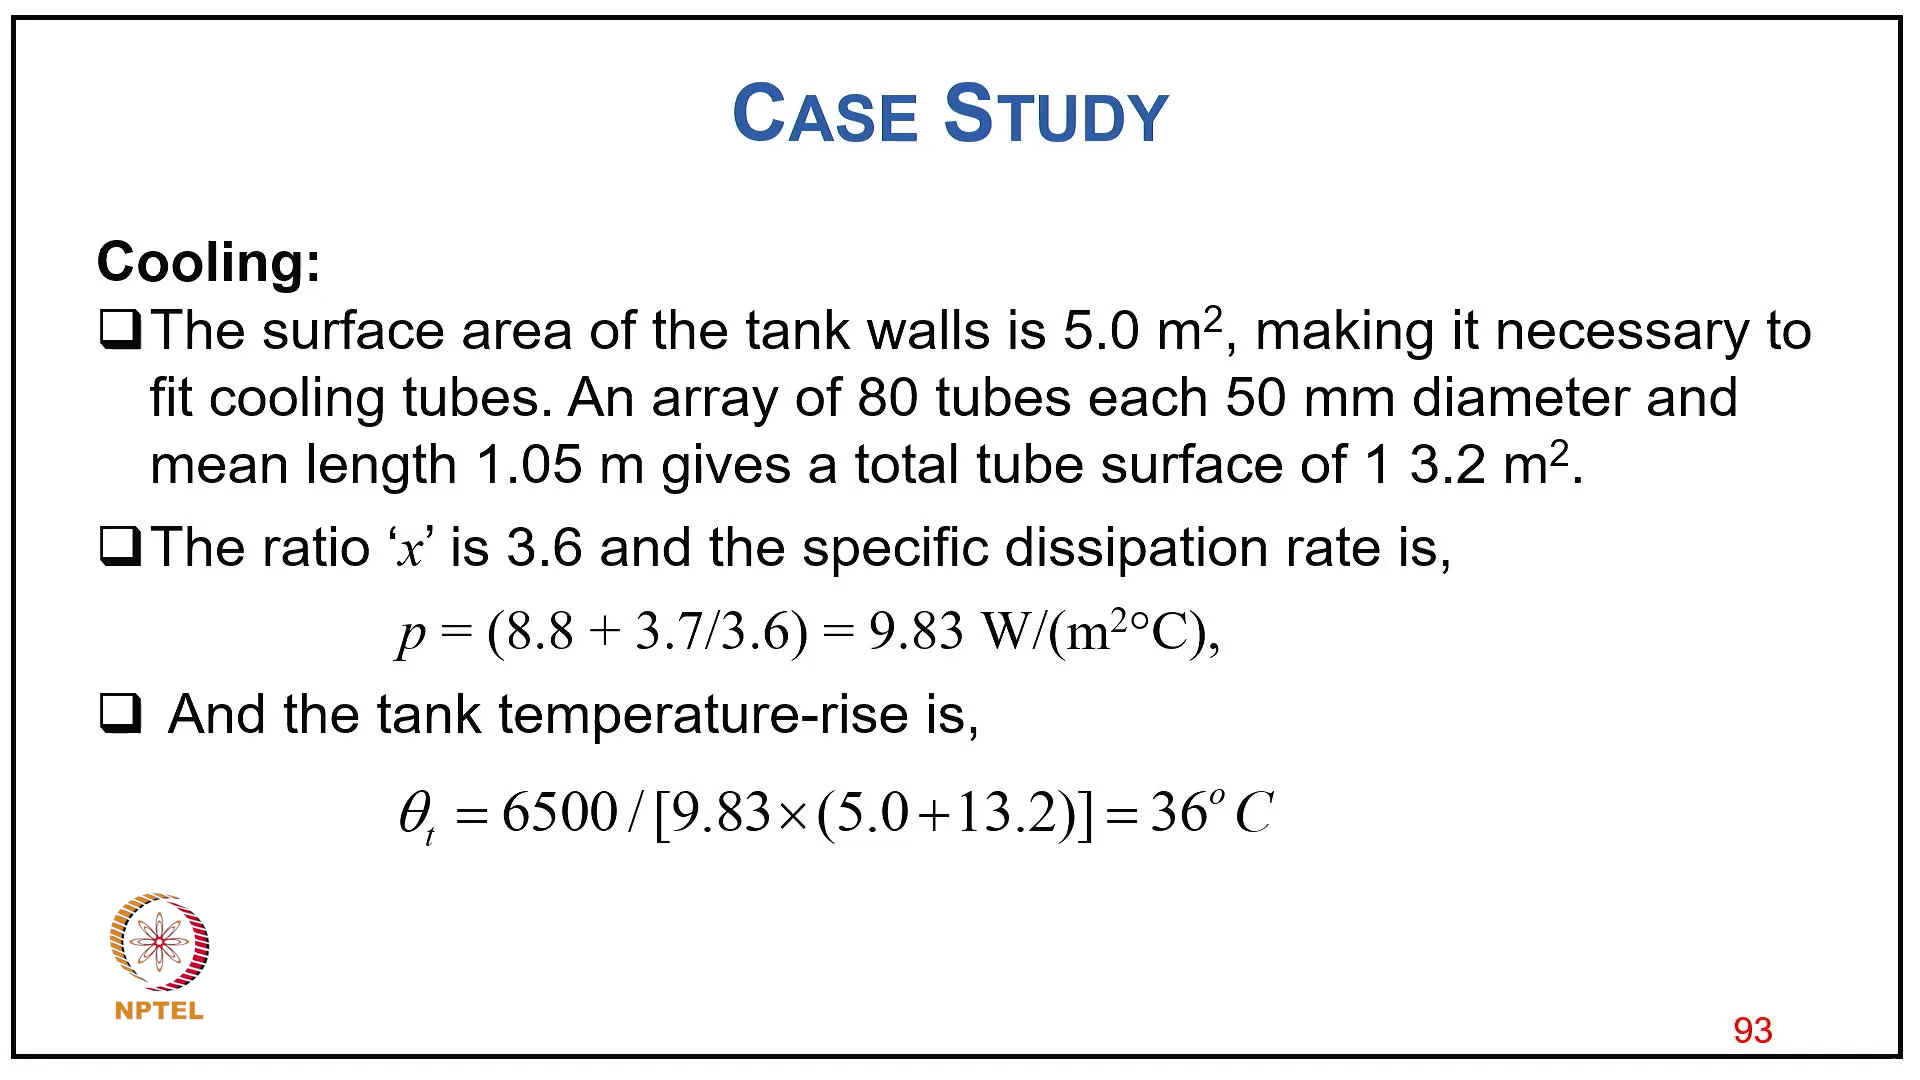 CASE STUDY
Cooling:
❑The surface area of the tank walls is 5.0 m², making it necessary to
fit cooling tubes. An array of 80 tubes each 50 mm diameter and
mean length 1.05 m gives a total tube surface of 1 3.2 m².
❑The ratio ‘x’ is 3.6 and the specific dissipation rate is,
p = (8.8 + 3.7/3.6) = 9.83 W/(m²°C),
❑ And the tank temperature-rise is,
θₜ = 6500 / [9.83×(5.0+13.2)] = 36° C
NPTEL
93